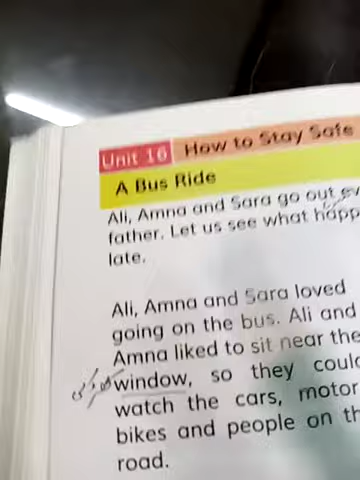 Unit 16 How to Stay Safe
A Bus Ride
Ali, Amna and Sara go out
father. Let us see what
late.
Ali, Amna and Sara loved
going on the bus. Ali and
Amna liked to sit near the
window, so they could
watch the cars, motor
bikes and people on
road.